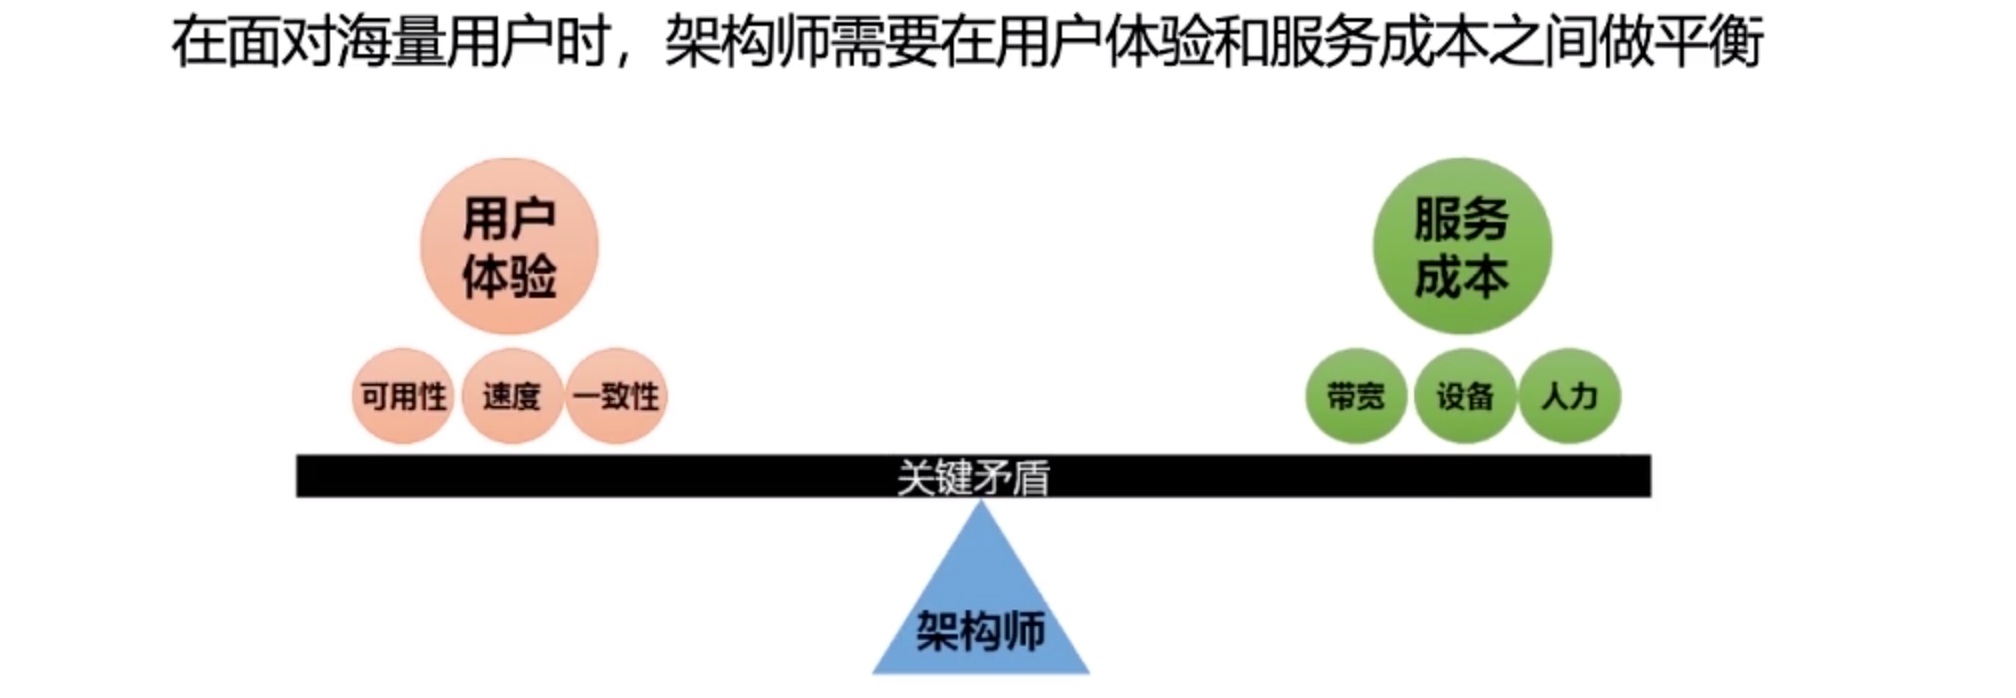 在面对海量用户时，架构师需要在用户体验和服务成本之间做平衡
用户
体验
服务
成本
可用性
速度
一致性
带宽
设备
人力
关键矛盾
架构师